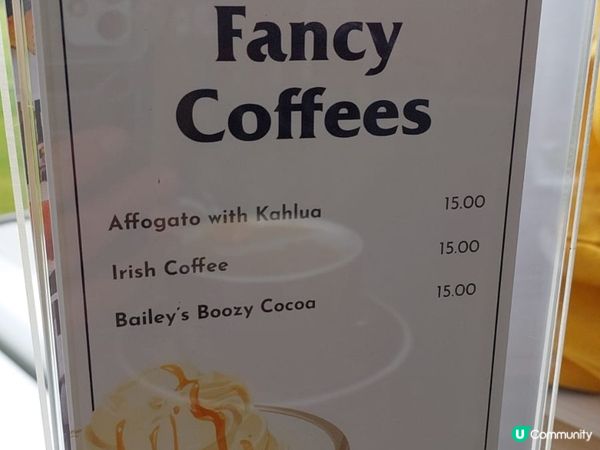 Fancy
Coffees
Affogato with Kahlua 15.00
Irish Coffee 15.00
Bailey's Boozy Cocoa 15.00
U Community